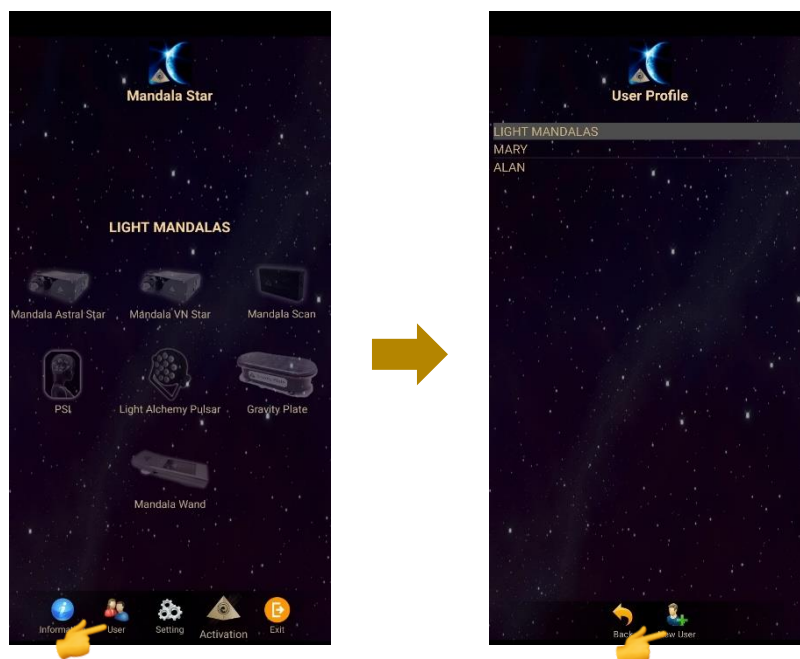 Mandala Star
LIGHT MANDALAS
Mandala Astral Star Mandala VN Star Mandala Scan
PSI Light Alchemy Pulsar Gravity Plate
Mandala Wand
User Setting Activation Exit
User Profile
LIGHT MANDALAS
MARY
ALAN
Back User